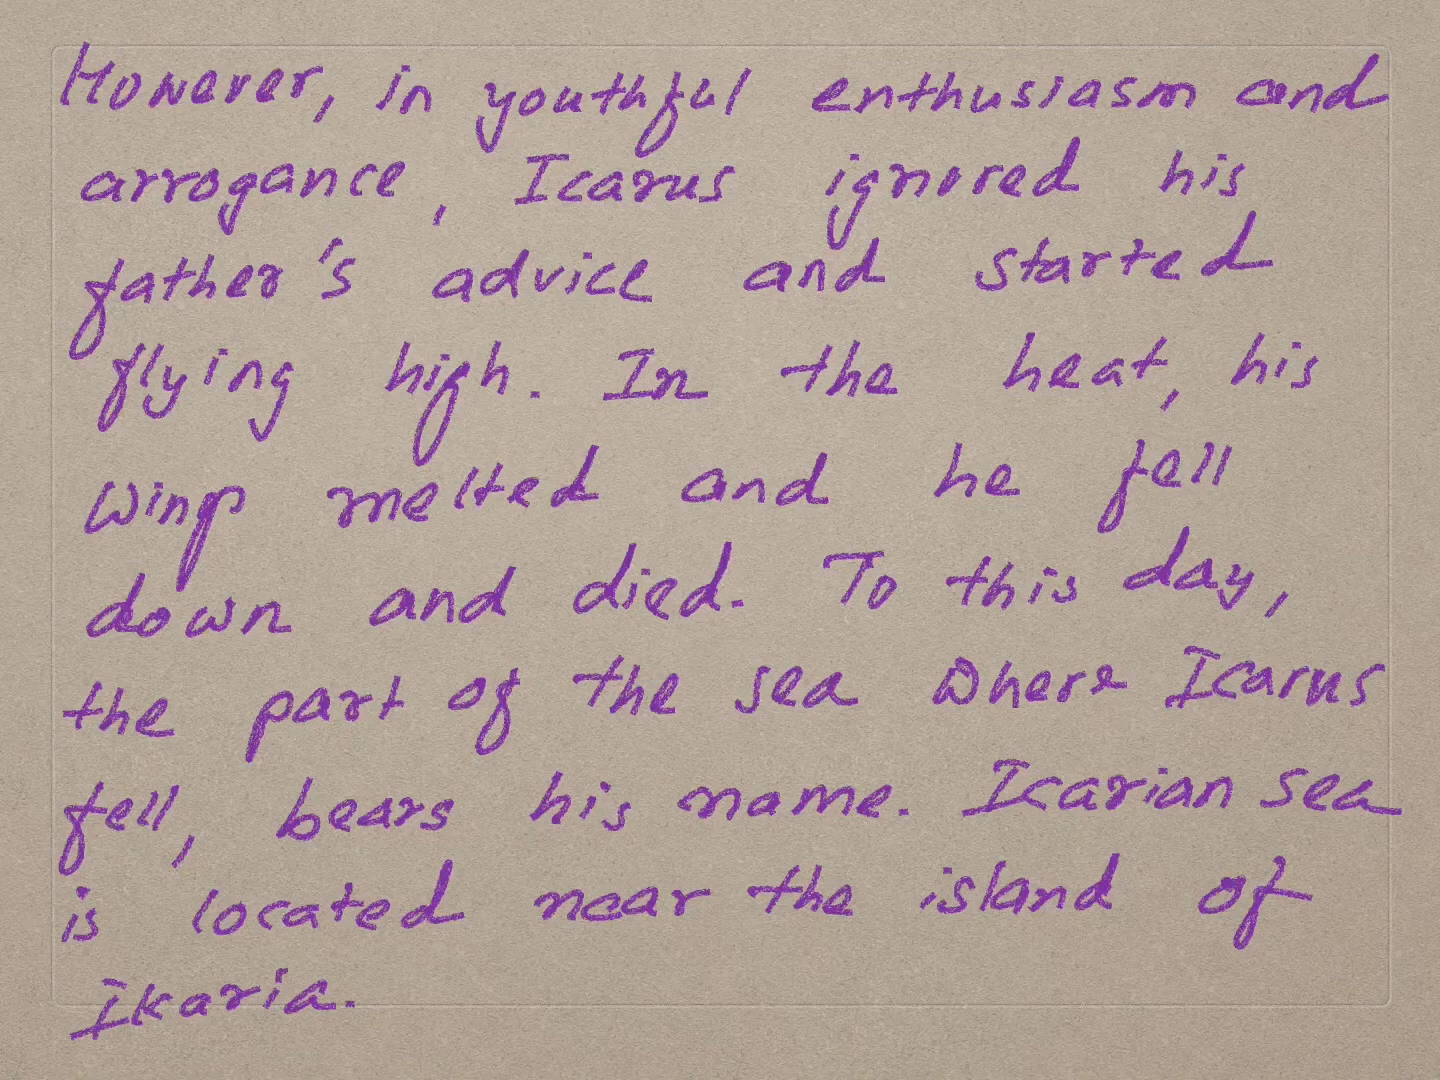 However, in youthful enthusiasm and
arrogance, Icarus ignored his
father's advice and started
flying high. In the heat, his
wings melted and he fell
down and died. To this day,
the part of the sea where Icarus
fell, bears his name. Icarian Sea
is located near the island of
Ikaria.